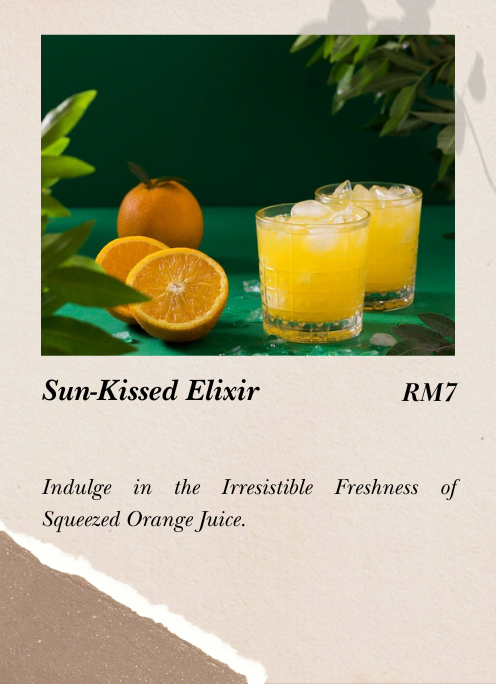 Sun-Kissed Elixir RM7
Indulge in the Irresistible Freshness of
Squeezed Orange Juice.